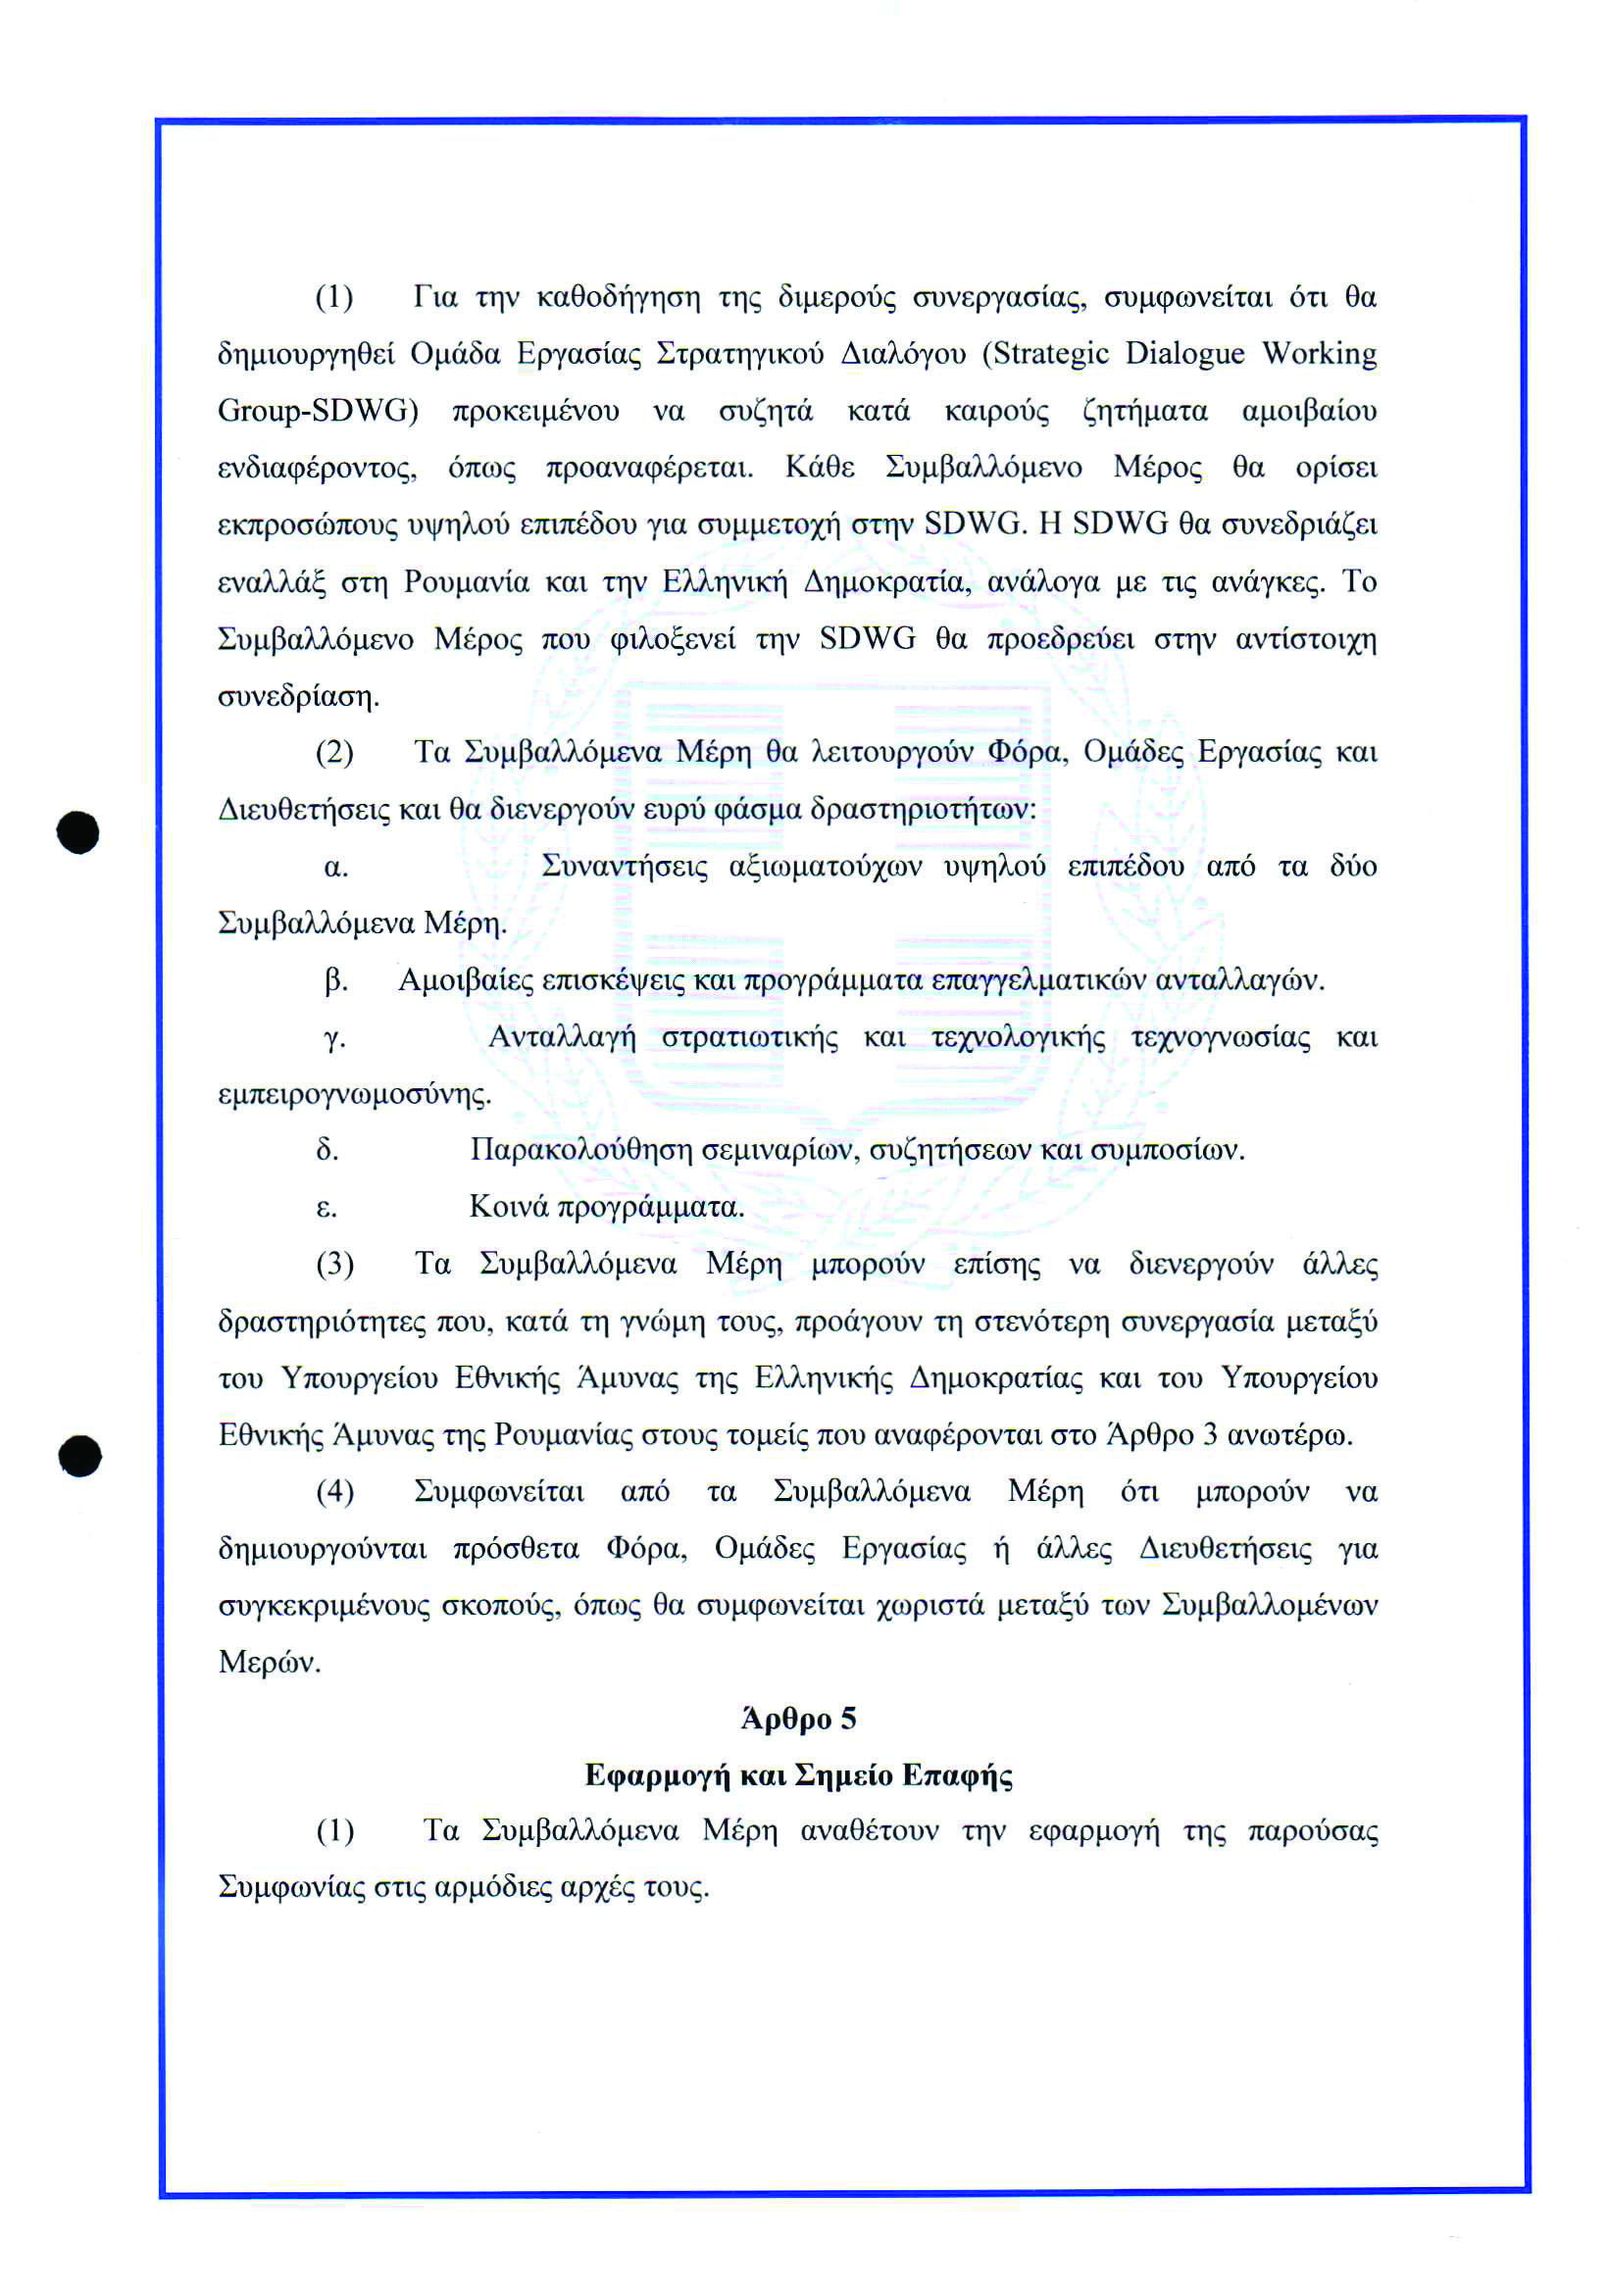 (1) Για την καθοδήγηση της διμερούς συνεργασίας, συμφωνείται ότι θα
δημιουργηθεί Ομάδα Εργασίας Στρατηγικού Διαλόγου (Strategic Dialogue Working
Group-SDWG) προκειμένου να συζητά κατά καιρούς ζητήματα αμοιβαίου
ενδιαφέροντος, όπως προαναφέρεται. Κάθε Συμβαλλόμενο Μέρος θα ορίσει
εκπροσώπους υψηλού επιπέδου για συμμετοχή στην SDWG. Η SDWG θα συνεδριάζει
εναλλάξ στη Ρουμανία και την Ελληνική Δημοκρατία, ανάλογα με τις ανάγκες. Το
Συμβαλλόμενο Μέρος που φιλοξενεί την SDWG θα προεδρεύει στην αντίστοιχη
συνεδρίαση.
(2) Τα Συμβαλλόμενα Μέρη θα λειτουργούν Φόρα, Ομάδες Εργασίας και
Διευθετήσεις και θα διενεργούν ευρύ φάσμα δραστηριοτήτων:
α. Συναντήσεις αξιωματούχων υψηλού επιπέδου από τα δύο
Συμβαλλόμενα Μέρη.
β. Αμοιβαίες επισκέψεις και προγράμματα επαγγελματικών ανταλλαγών.
γ. Ανταλλαγή στρατιωτικής και τεχνολογικής τεχνογνωσίας και
εμπειρογνωμοσύνης.
δ. Παρακολούθηση σεμιναρίων, συζητήσεων και συμποσίων.
ε. Κοινά προγράμματα.
(3) Τα Συμβαλλόμενα Μέρη μπορούν επίσης να διενεργούν άλλες
δραστηριότητες που, κατά τη γνώμη τους, προάγουν τη στενότερη συνεργασία μεταξύ
του Υπουργείου Εθνικής Άμυνας της Ελληνικής Δημοκρατίας και του Υπουργείου
Εθνικής Άμυνας της Ρουμανίας στους τομείς που αναφέρονται στο Άρθρο 3 ανωτέρω.
(4) Συμφωνείται από τα Συμβαλλόμενα Μέρη ότι μπορούν να
δημιουργούνται πρόσθετα Φόρα, Ομάδες Εργασίας ή άλλες Διευθετήσεις για
συγκεκριμένους σκοπούς, όπως θα συμφωνείται χωριστά μεταξύ των Συμβαλλομένων
Μερών.
Άρθρο 5
Εφαρμογή και Σημείο Επαφής
(1) Τα Συμβαλλόμενα Μέρη αναθέτουν την εφαρμογή της παρούσας
Συμφωνίας στις αρμόδιες αρχές τους.